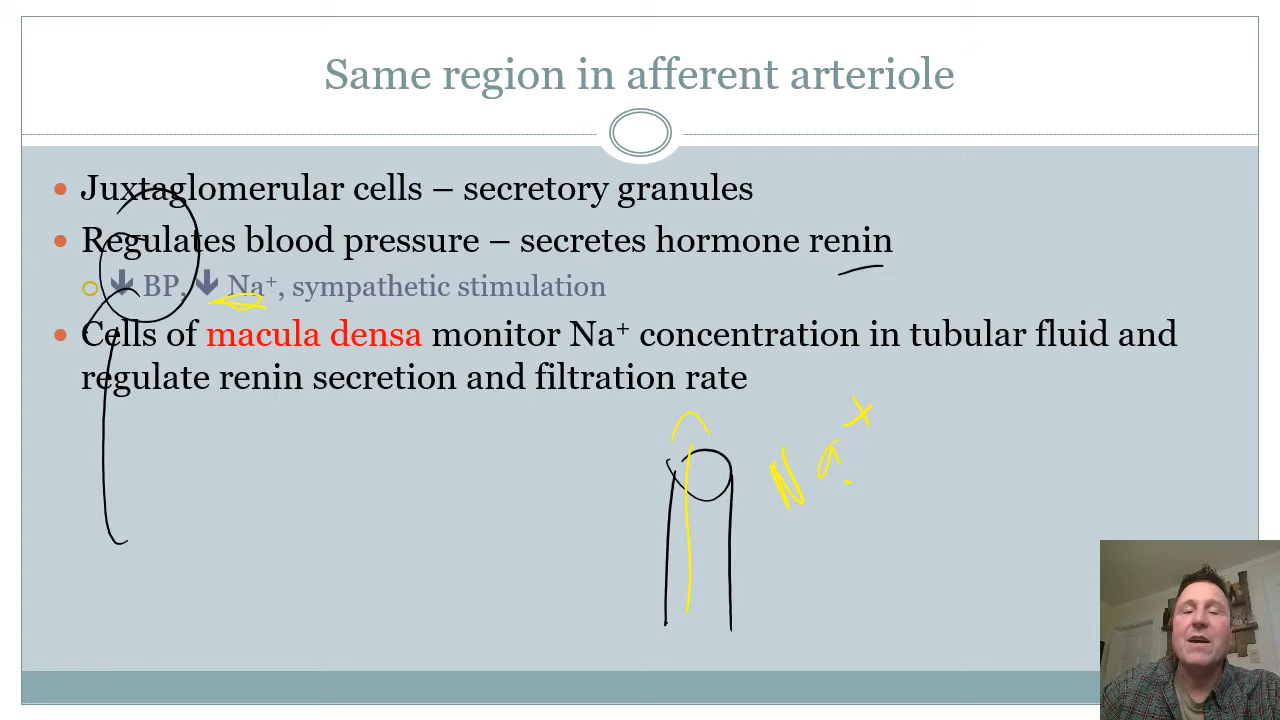 Same region in afferent arteriole
Juxtaglomerular cells – secretory granules
Regulates blood pressure – secretes hormone renin
🡇 BP, 🡇 Na⁺, sympathetic stimulation
Cells of macula densa monitor Na⁺ concentration in tubular fluid and
regulate renin secretion and filtration rate
Na⁺